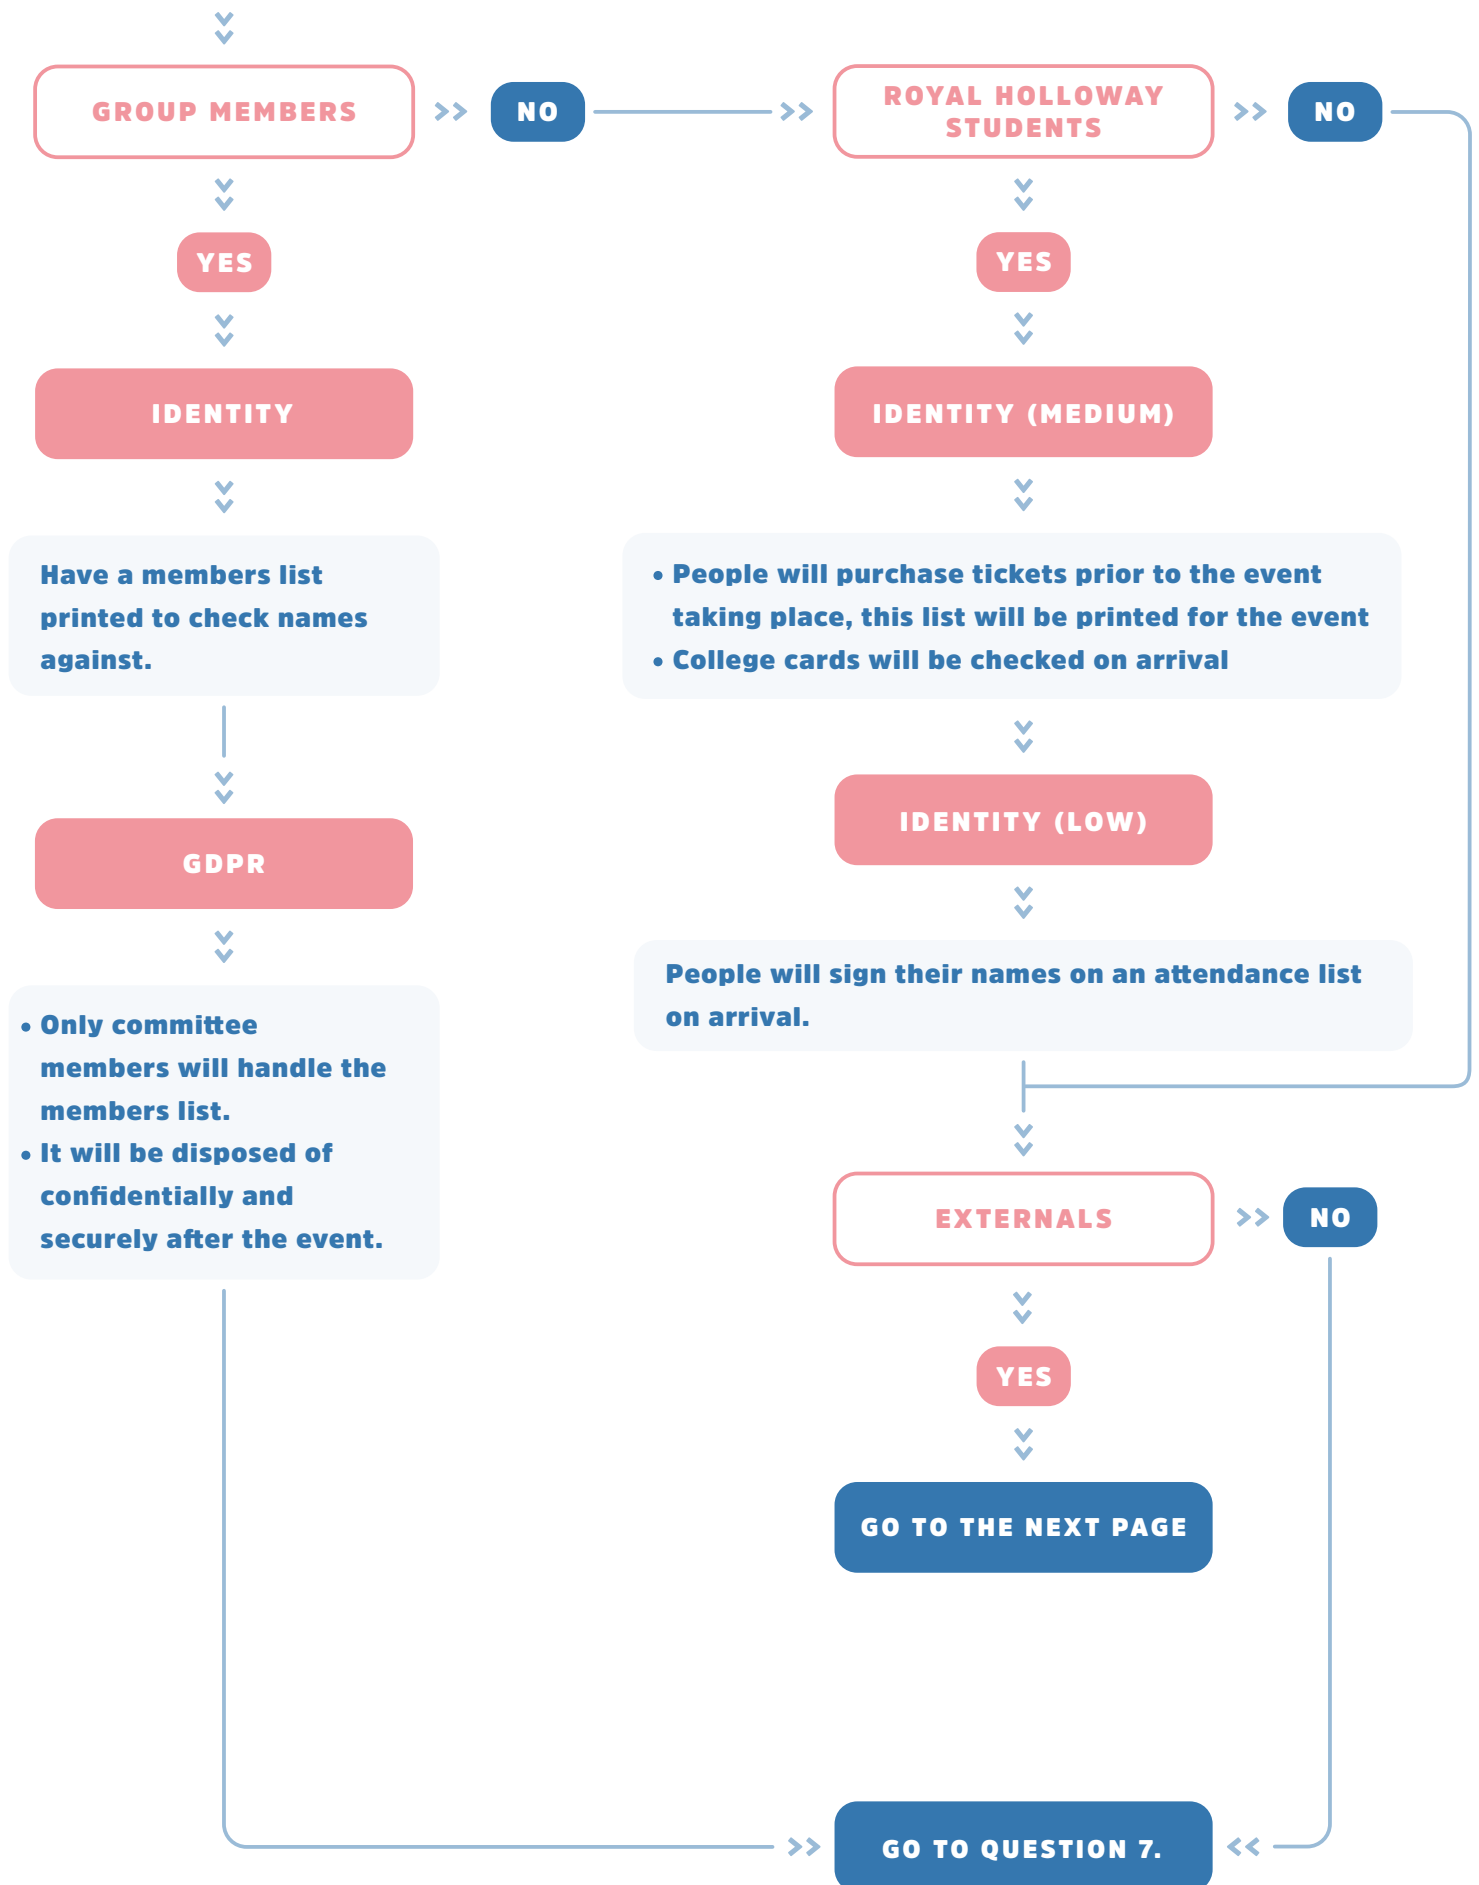 GROUP MEMBERS
NO
ROYAL HOLLOWAY
STUDENTS
NO
YES
YES
IDENTITY
IDENTITY (MEDIUM)
Have a members list
printed to check names
against.
• People will purchase tickets prior to the event
taking place, this list will be printed for the event
• College cards will be checked on arrival
IDENTITY (LOW)
GDPR
People will sign their names on an attendance list
on arrival.
• Only committee
members will handle the
members list.
• It will be disposed of
confidentially and
securely after the event.
EXTERNALS
NO
YES
GO TO THE NEXT PAGE
GO TO QUESTION 7.